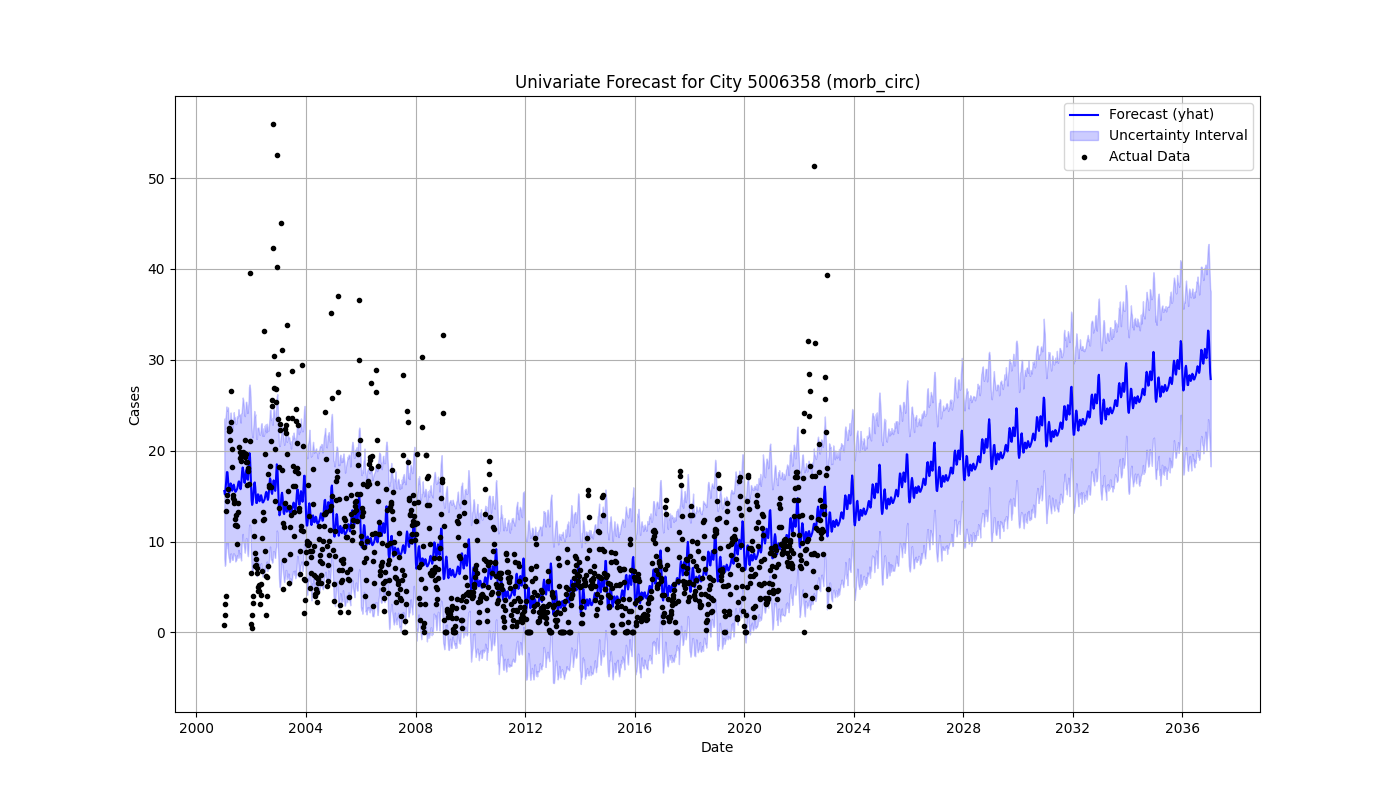 Univariate Forecast for City 5006358 (morb_circ)
Forecast (yhat)
Uncertainty Interval
Actual Data
Cases
50
40
30
20
10
0
2000 2004 2008 2012 2016 2020 2024 2028 2032 2036
Date